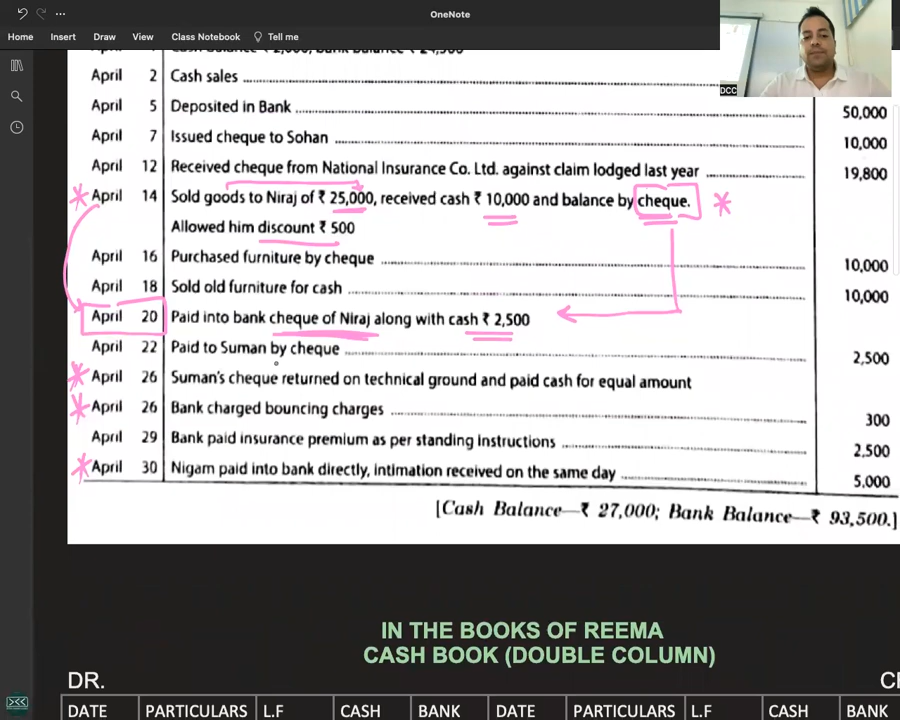 OneNote
Home Insert Draw View Class Notebook Tell me
DCC
April 2 Cash sales
April 5 Deposited in Bank 50,000
April 7 Issued cheque to Sohan 10,000
April 12 Received cheque from National Insurance Co. Ltd. against claim lodged last year 19,800
April 14 Sold goods to Niraj of ₹ 25,000, received cash ₹ 10,000 and balance by cheque.
Allowed him discount ₹ 500
April 16 Purchased furniture by cheque 10,000
April 18 Sold old furniture for cash 10,000
April 20 Paid into bank cheque of Niraj along with cash ₹ 2,500
April 22 Paid to Suman by cheque 2,500
April 26 Suman's cheque returned on technical ground and paid cash for equal amount
April 26 Bank charged bouncing charges 300
April 29 Bank paid insurance premium as per standing instructions 2,500
April 30 Nigam paid into bank directly, intimation received on the same day 5,000
[Cash Balance—₹ 27,000; Bank Balance—₹ 93,500.]
IN THE BOOKS OF REEMA
CASH BOOK (DOUBLE COLUMN)
DR. C
DATE PARTICULARS L.F CASH BANK DATE PARTICULARS L.F CASH BANK